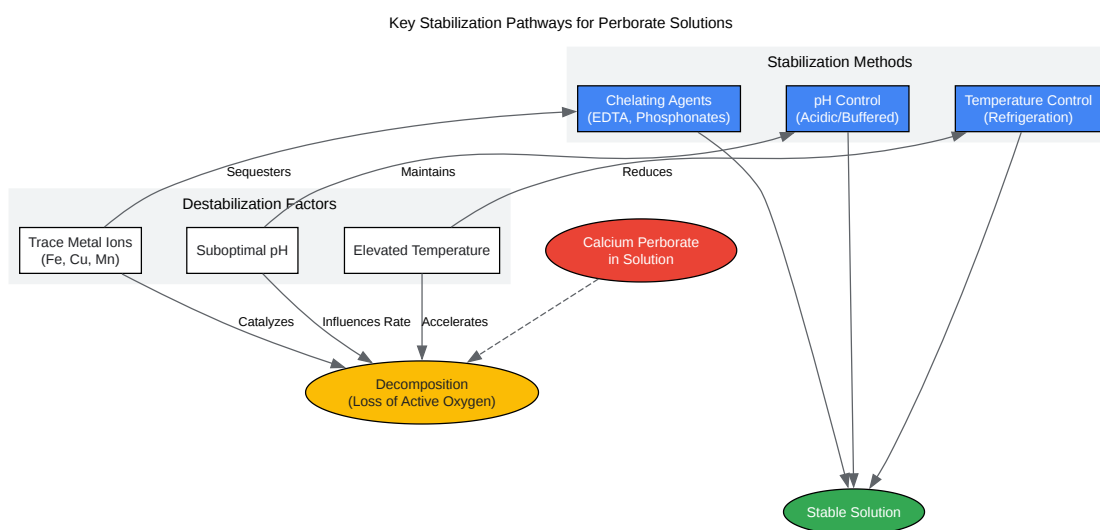 Key Stabilization Pathways for Perborate Solutions
Stabilization Methods
Chelating Agents
(EDTA, Phosphonates)
pH Control
(Acidic/Buffered)
Temperature Control
(Refrigeration)
Sequesters
Maintains
Reduces
Destabilization Factors
Trace Metal Ions
(Fe, Cu, Mn)
Suboptimal pH
Elevated Temperature
Calcium Perborate
in Solution
Catalyzes
Influences Rate
Accelerates
Decomposition
(Loss of Active Oxygen)
Stable Solution